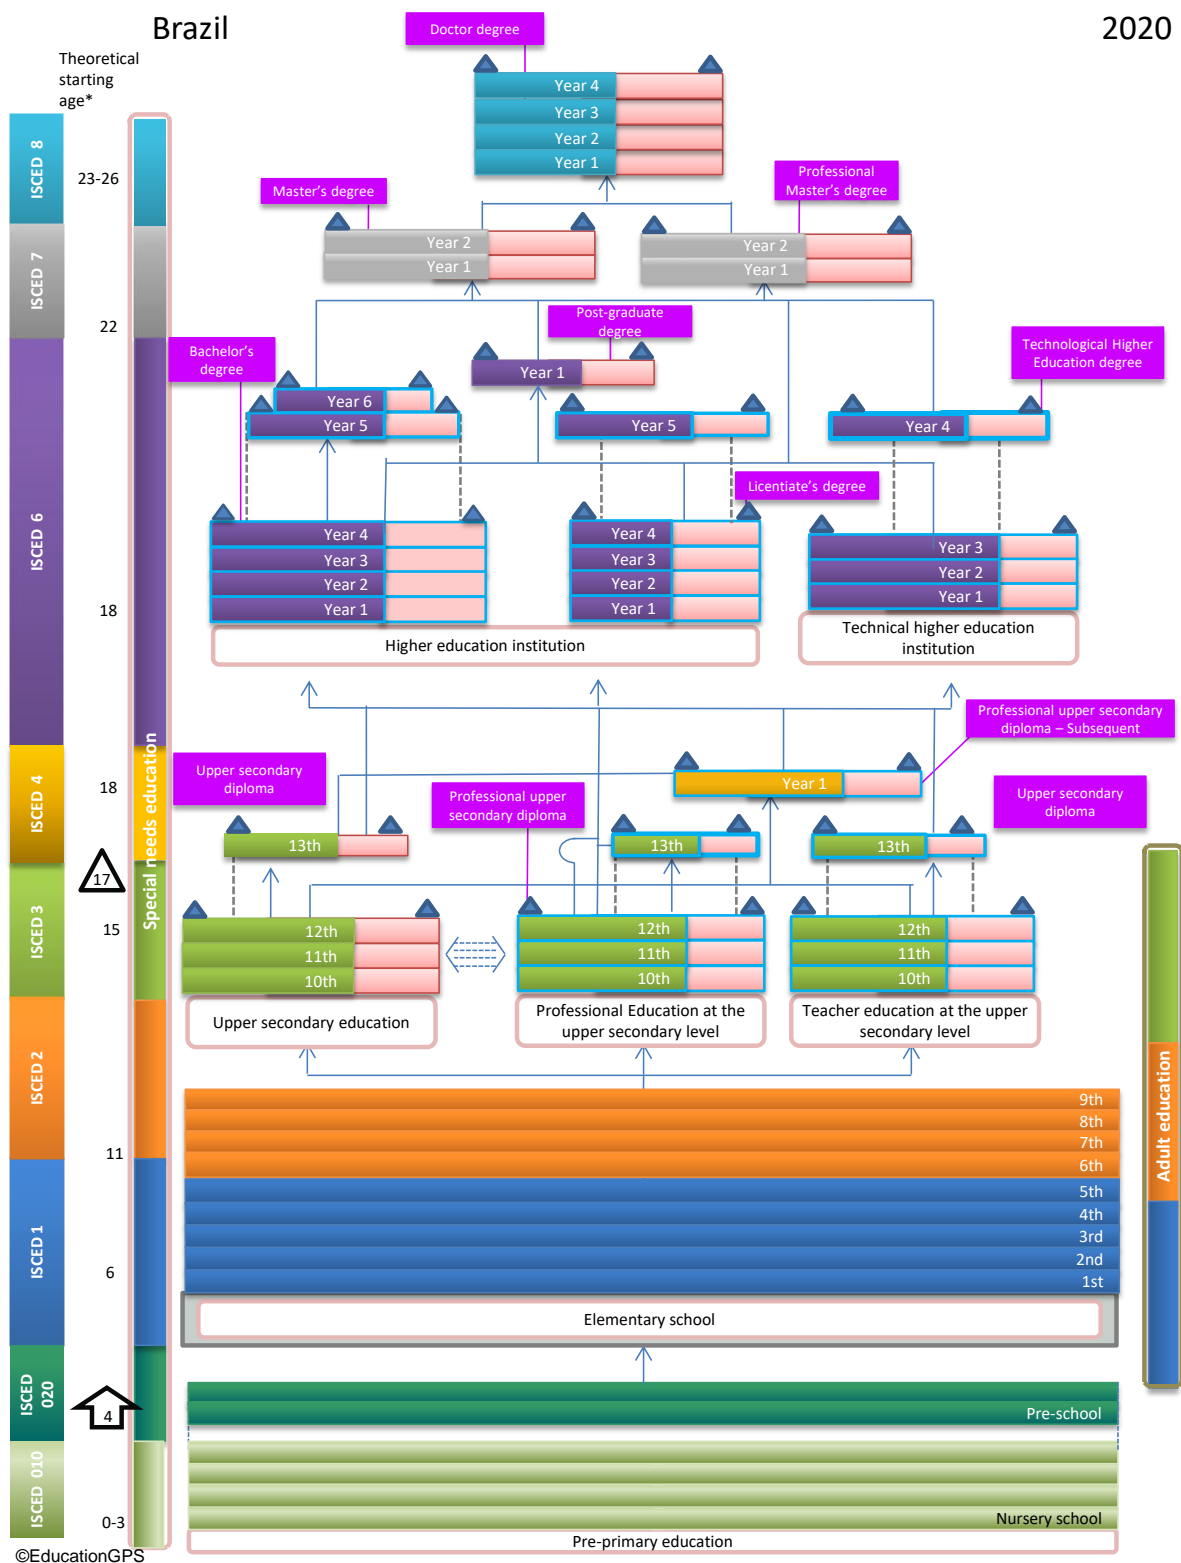 Brazil
2020
Theoretical
starting
age*
Doctor degree
Year 4
Year 3
Year 2
Year 1
ISCED 8
23-26
Master's degree
Professional
Master's degree
Year 2
Year 1
Year 2
Year 1
ISCED 7
22
Post-graduate
degree
Bachelor's
degree
Technological Higher
Education degree
Year 1
Year 6
Year 5
Year 5
Year 4
Licentiate's degree
ISCED 6
Year 4
Year 3
Year 2
Year 1
Year 4
Year 3
Year 2
Year 1
Year 3
Year 2
Year 1
18
Higher education institution
Technical higher education
institution
Professional upper secondary
diploma – Subsequent
Special needs education
ISCED 4
18
Upper secondary
diploma
Professional upper
secondary diploma
Year 1
Upper secondary
diploma
13th
13th
13th
17
ISCED 3
15
12th
11th
10th
12th
11th
10th
12th
11th
10th
Upper secondary education
Professional Education at the
upper secondary level
Teacher education at the upper
secondary level
ISCED 2
11
9th
8th
7th
6th
5th
4th
3rd
2nd
1st
Adult education
ISCED 1
6
Elementary school
ISCED
020
4
Pre-school
ISCED 010
0-3
Nursery school
Pre-primary education
©EducationGPS